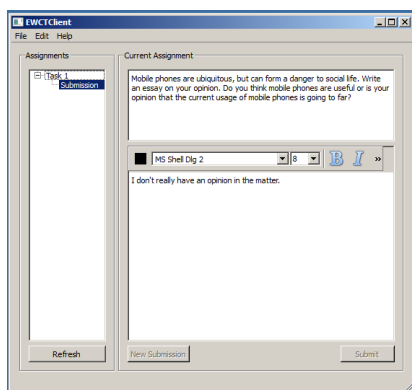 EWCTClient
File Edit Help
Assignments
Task 1
Submission
Refresh
Current Assignment
Mobile phones are ubiquitous, but can form a danger to social life. Write
an essay on your opinion. Do you think mobile phones are useful or is your
opinion that the current usage of mobile phones is going to far?
MS Shell Dlg 2 8 B I »
I don't really have an opinion in the matter.
New Submission Submit